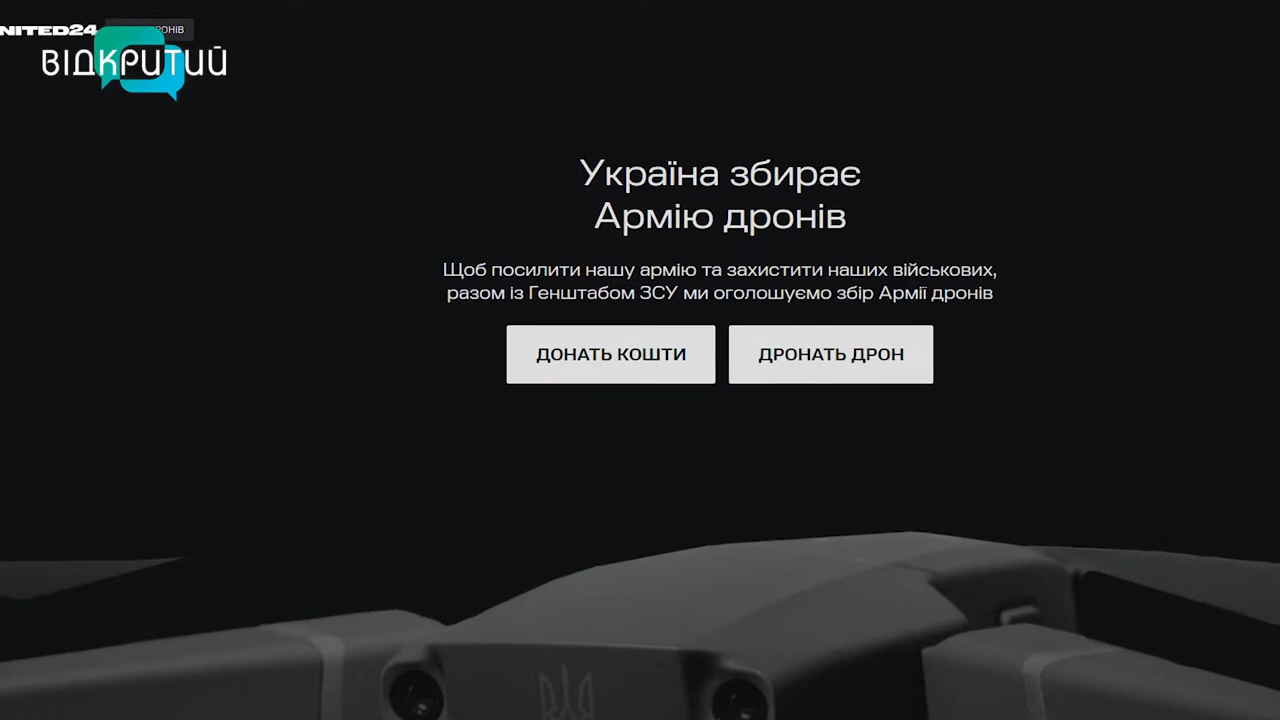 NITED24
ВІДКРИТИЙ
Україна збирає
Армію дронів
Щоб посилити нашу армію та захистити наших військових,
разом із Генштабом ЗСУ ми оголошуємо збір Армії дронів
ДОНАТЬ КОШТИ
ДРОНАТЬ ДРОН